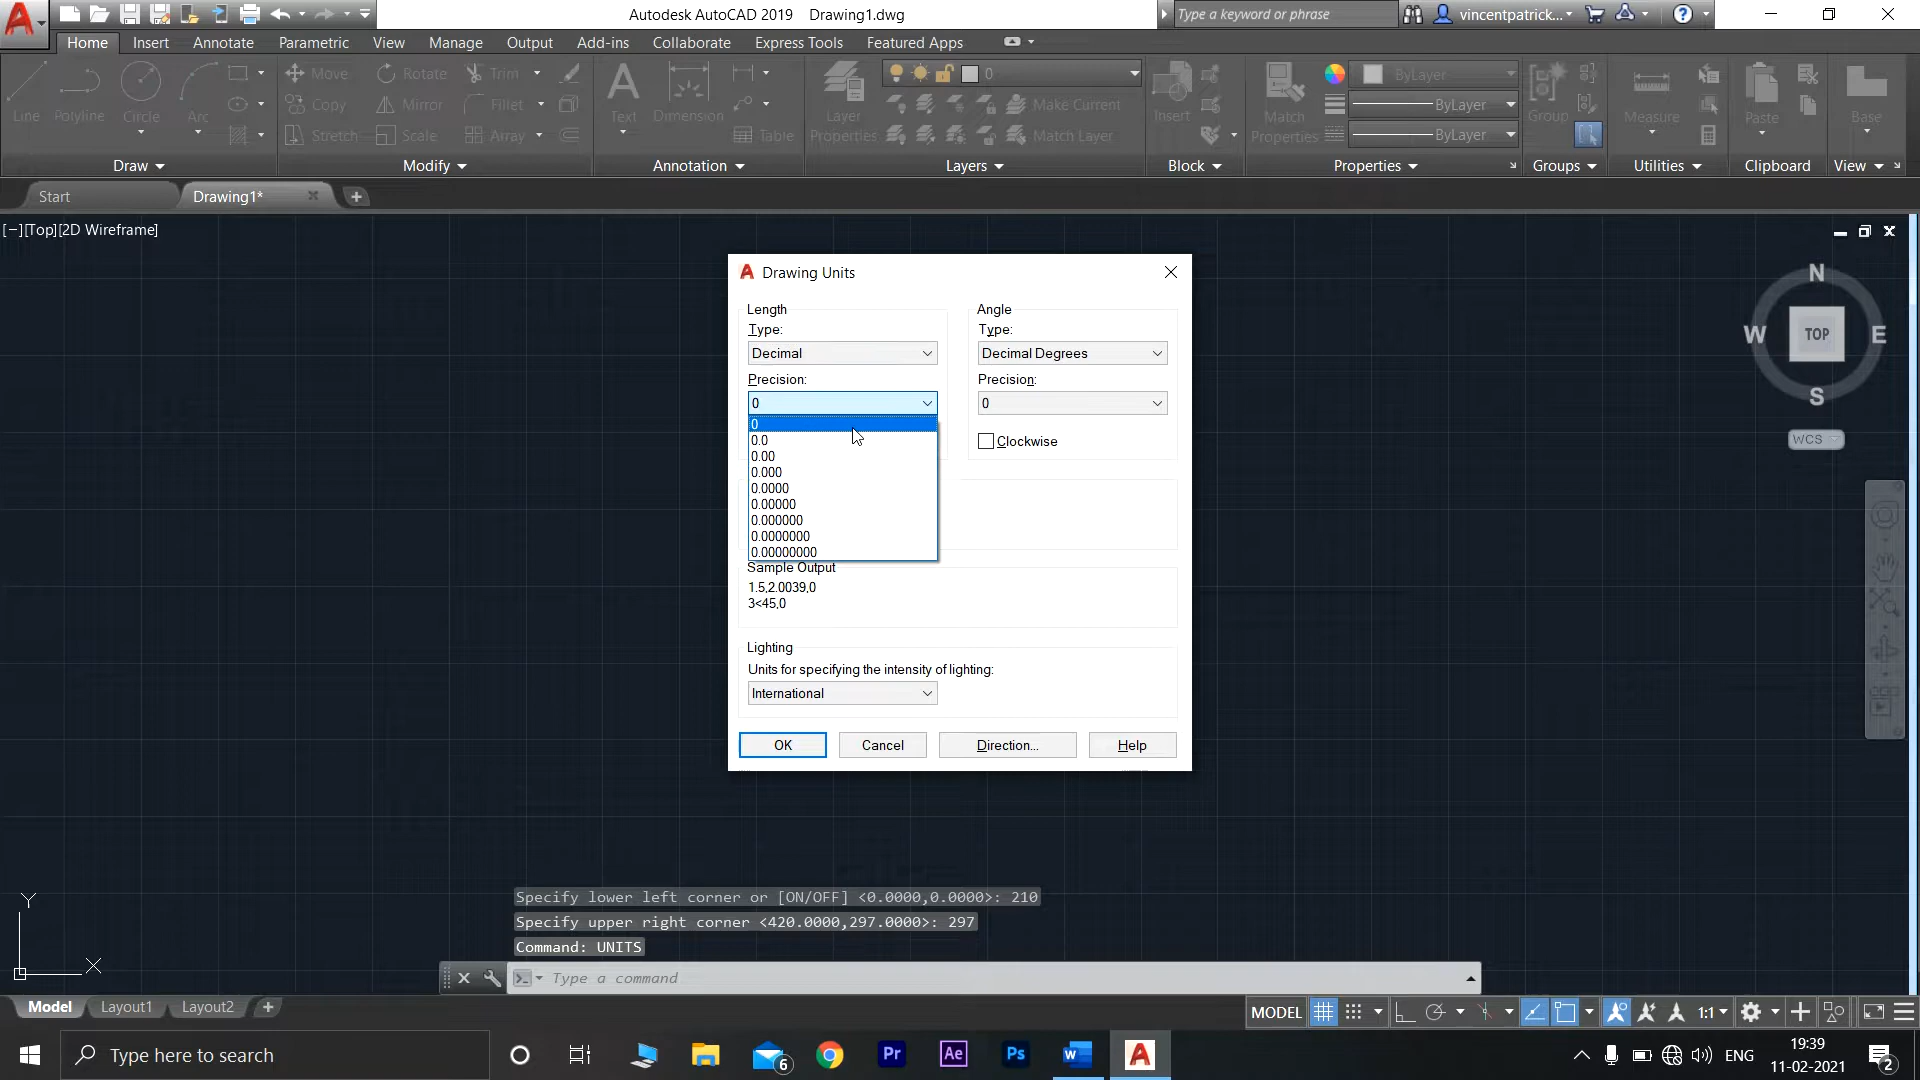 Autodesk AutoCAD 2019 Drawing1.dwg
Type a keyword or phrase
vincentpatrick...
Home Insert Annotate Parametric View Manage Output Add-ins Collaborate Express Tools Featured Apps
Move Rotate Trim
0
ByLayer
Copy Mirror Fillet
Make Current
ByLayer
Line Polyline Circle Arc
Text Dimension
Layer Properties
Insert
Match Properties
Group
Measure
Paste
Base
Stretch Scale Array
Table
Match Layer
ByLayer
Draw Modify Annotation Layers Block Properties Groups Utilities Clipboard View
Start Drawing1*
[−][Top][2D Wireframe]
N
W TOP E
S
WCS
Drawing Units
Length
Type:
Decimal
Precision:
0
0
0.0
0.00
0.000
0.0000
0.00000
0.000000
0.0000000
0.00000000
Angle
Type:
Decimal Degrees
Precision:
0
Clockwise
Sample Output
1.5,2.0039,0
3<45,0
Lighting
Units for specifying the intensity of lighting:
International
OK Cancel Direction... Help
Y
X
Specify lower left corner or [ON/OFF] <0.0000,0.0000>: 210
Specify upper right corner <420.0000,297.0000>: 297
Command: UNITS
Type a command
Model Layout1 Layout2
MODEL 1:1
Type here to search
6
Pr
Ae
Ps
W
ENG
19:39
11-02-2021
2